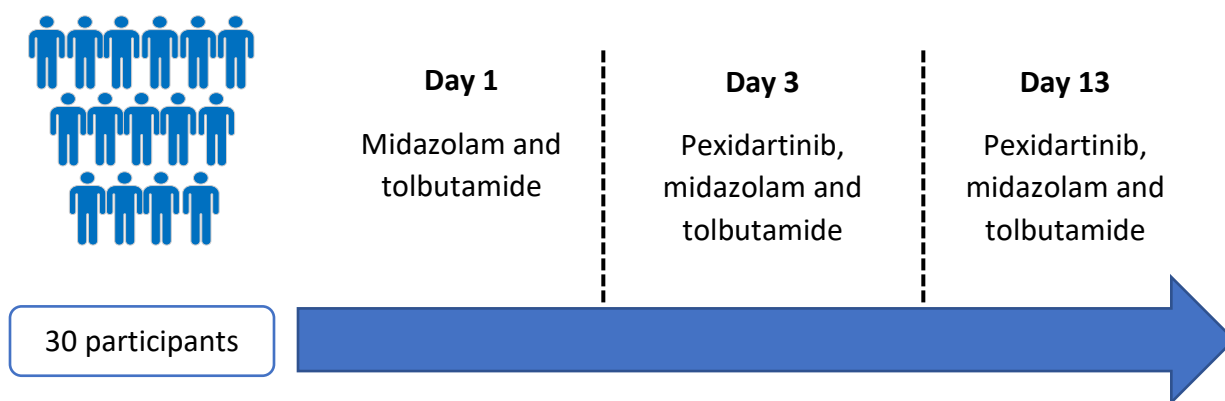 Day 1
Midazolam and
tolbutamide
Day 3
Pexidartinib,
midazolam and
tolbutamide
Day 13
Pexidartinib,
midazolam and
tolbutamide
30 participants